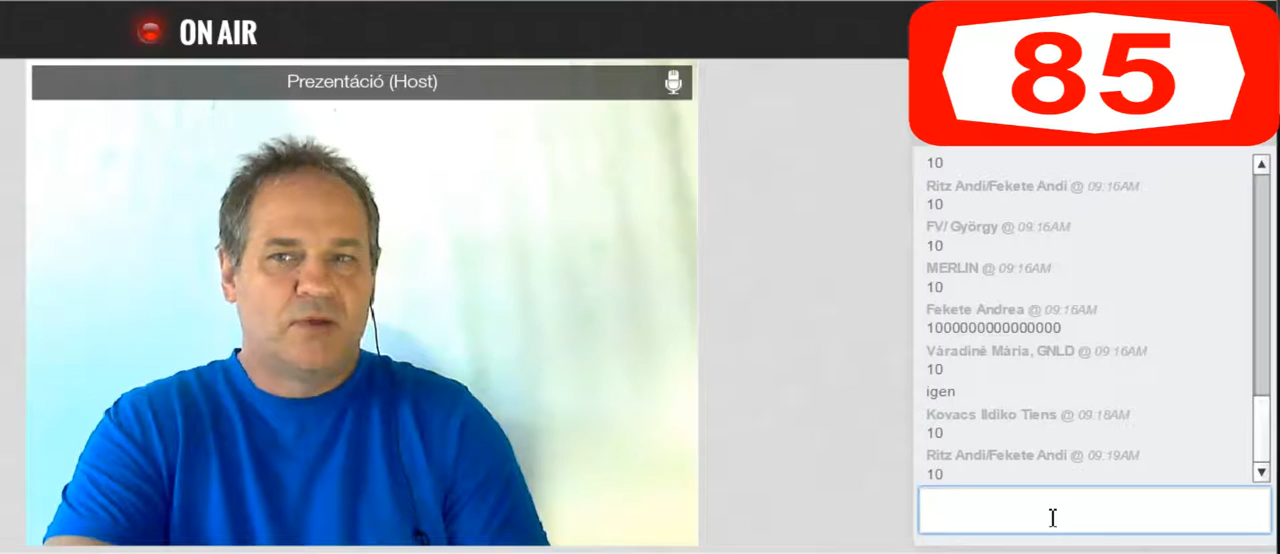 ON AIR
85
Prezentáció (Host)
10
Ritz Andi/Fekete Andi @ 09:16AM
10
FV/ György @ 09:16AM
10
MERLIN @ 09:16AM
10
Fekete Andrea @ 09:16AM
1000000000000000
Váradiné Mária, GNLD @ 09:16AM
10
igen
Kovacs Ildiko Tiens @ 09:18AM
10
Ritz Andi/Fekete Andi @ 09:19AM
10